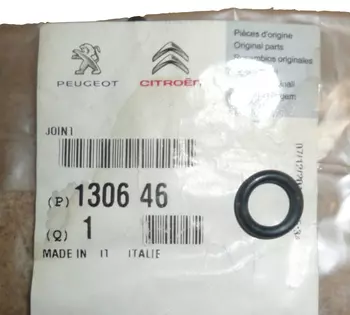 Pièces d'origine
Original parts
Recambios originales
PEUGEOT CITROËN
JOINT
(P) 1306 46
(Q) 1
MADE IN IT ITALIE